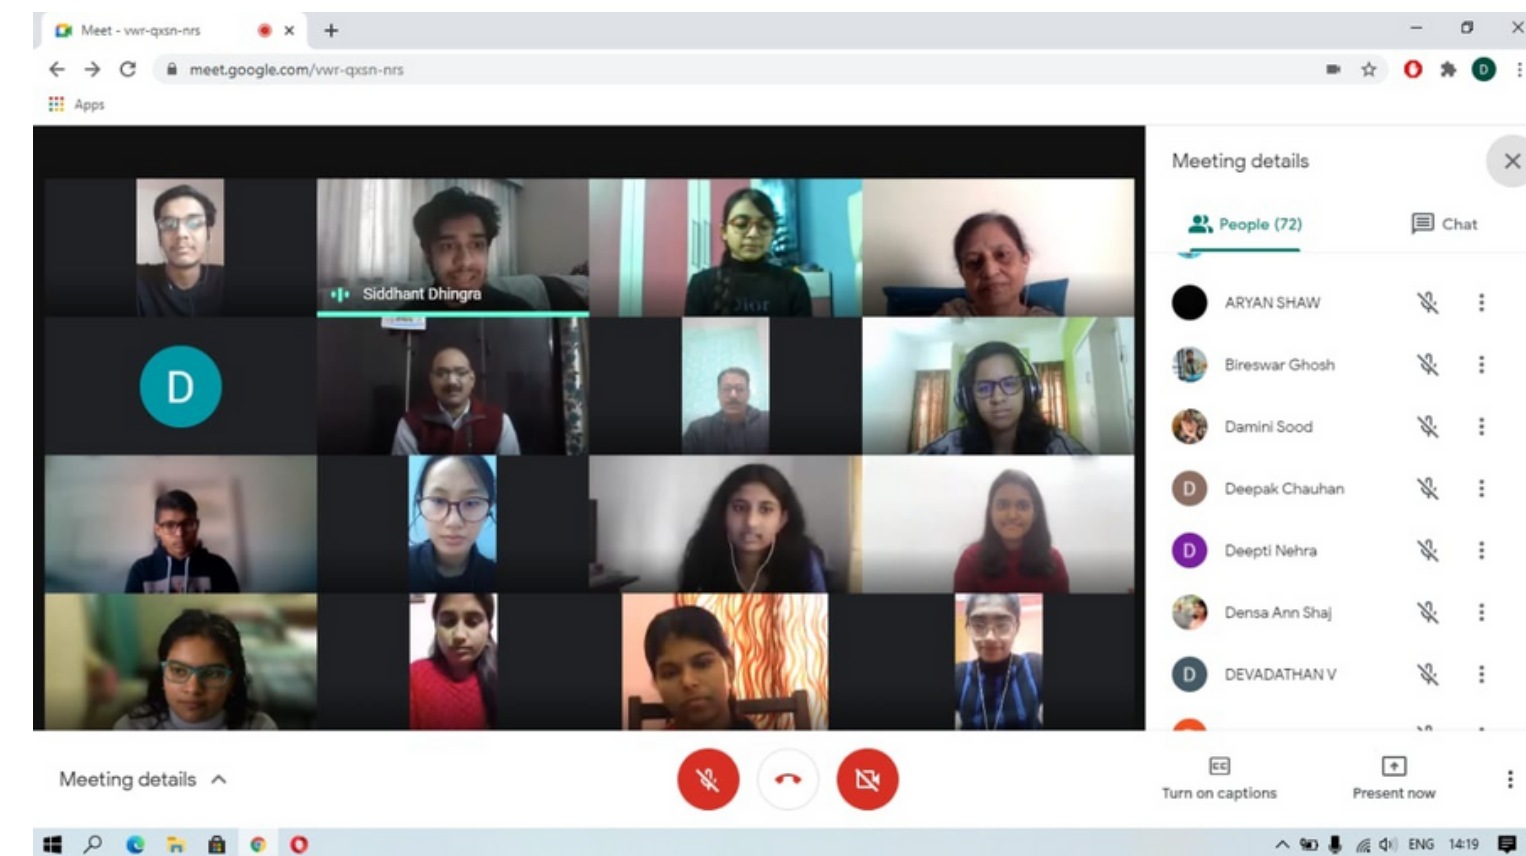 Meet - vwr-qxsn-nrs
meet.google.com/vwr-qxsn-nrs
D
Apps
Meeting details
People (72)
Chat
Siddhant Dhingra
Dior
D
ARYAN SHAW
Bireswar Ghosh
Damini Sood
D Deepak Chauhan
D Deepti Nehra
Densa Ann Shaj
D DEVADATHAN V
Meeting details
CC
Turn on captions
Present now
ENG 14:19